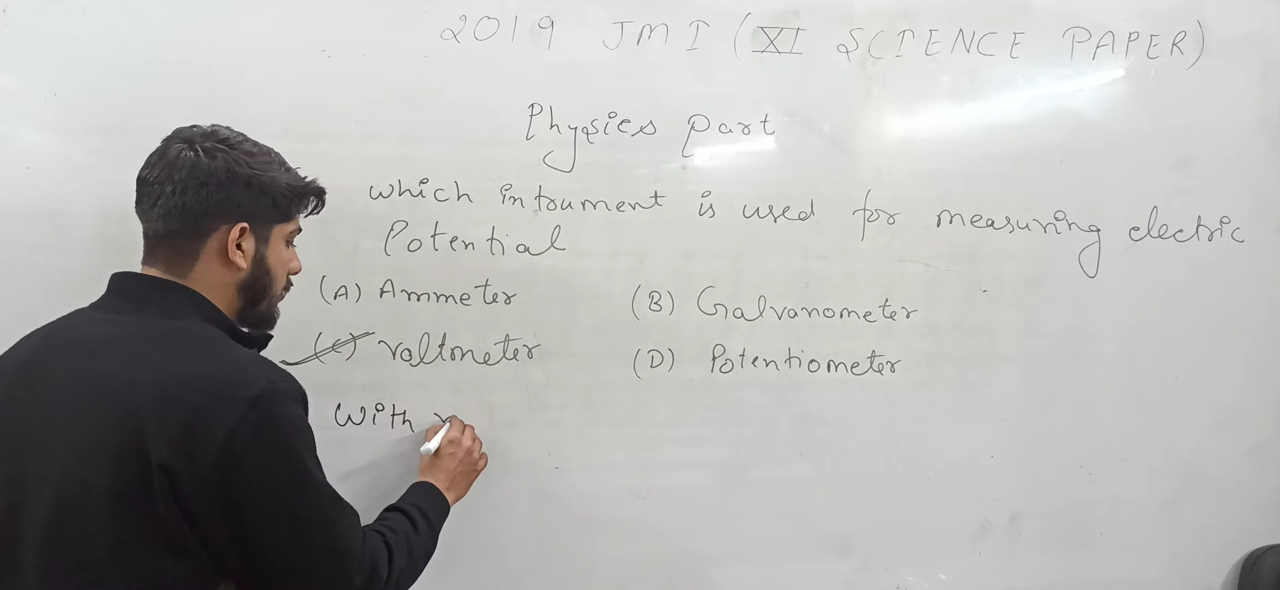 2019 JMI (XI SCIENCE PAPER)
Physics Part
which intrument is used for measuring electric
Potential
(A) Ammeter (B) Galvanometer
(C) Voltmeter (D) Potentiometer
With